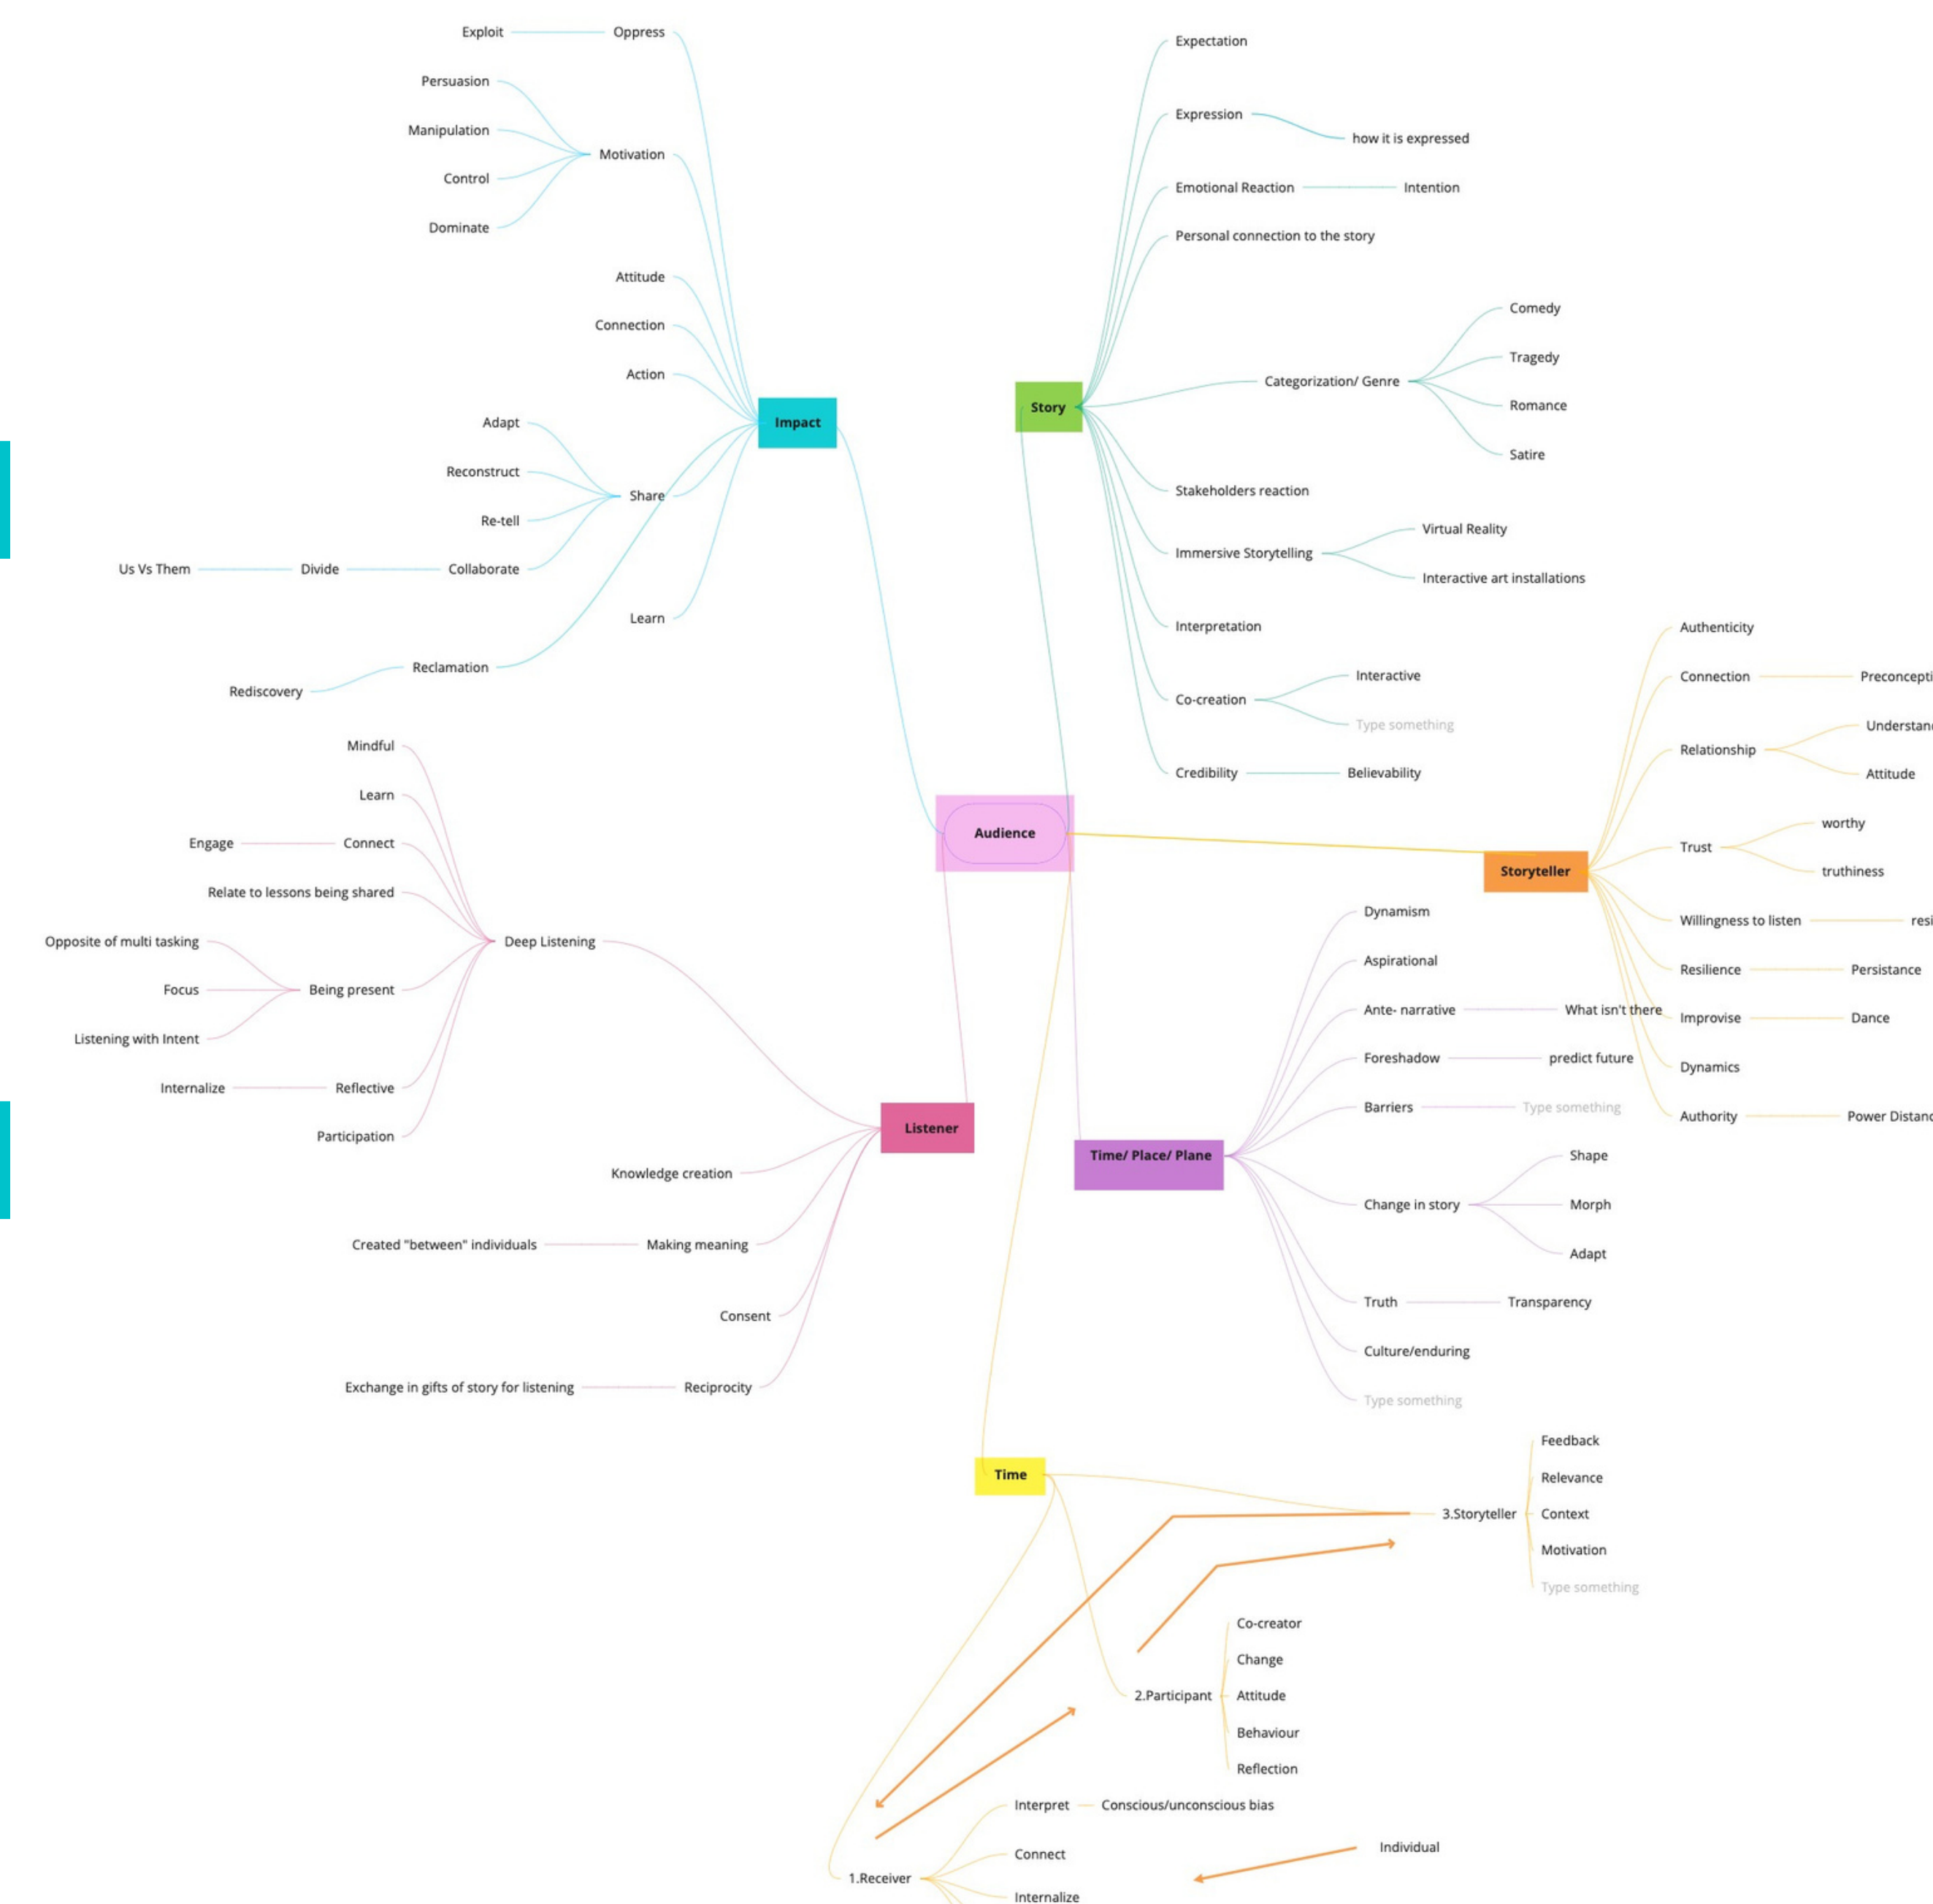 Exploit
Oppress
Persuasion
Manipulation
Control
Dominate
Motivation
Attitude
Connection
Action
Impact
Adapt
Reconstruct
Re-tell
Share
Us Vs Them
Divide
Collaborate
Learn
Reclamation
Rediscovery
Expectation
Expression
how it is expressed
Emotional Reaction
Intention
Personal connection to the story
Story
Categorization/ Genre
Comedy
Tragedy
Romance
Satire
Stakeholders reaction
Immersive Storytelling
Virtual Reality
Interactive art installations
Interpretation
Co-creation
Interactive
Type something
Credibility
Believability
Audience
Storyteller
Authenticity
Connection
Preconcepti
Relationship
Understand
Attitude
Trust
worthy
truthiness
Willingness to listen
resi
Resilience
Persistance
Improvise
Dance
Dynamics
Authority
Power Distanc
Mindful
Learn
Engage
Connect
Relate to lessons being shared
Deep Listening
Opposite of multi tasking
Focus
Listening with Intent
Being present
Internalize
Reflective
Participation
Listener
Knowledge creation
Created "between" individuals
Making meaning
Consent
Exchange in gifts of story for listening
Reciprocity
Time/ Place/ Plane
Dynamism
Aspirational
Ante- narrative
What isn't there
Foreshadow
predict future
Barriers
Type something
Change in story
Shape
Morph
Adapt
Truth
Transparency
Culture/enduring
Type something
Time
3.Storyteller
Feedback
Relevance
Context
Motivation
Type something
2.Participant
Co-creator
Change
Attitude
Behaviour
Reflection
1.Receiver
Interpret
Conscious/unconscious bias
Connect
Internalize
Individual